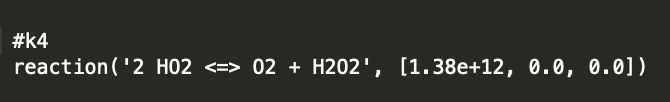 #k4
reaction('2 HO2 <=> O2 + H2O2', [1.38e+12, 0.0, 0.0])